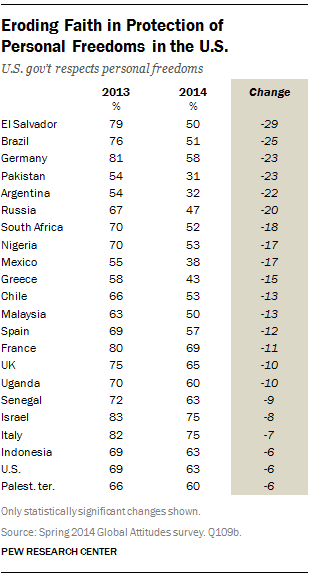 Eroding Faith in Protection of
Personal Freedoms in the U.S.
U.S. gov't respects personal freedoms
2013 2014 Change
% %
El Salvador 79 50 -29
Brazil 76 51 -25
Germany 81 58 -23
Pakistan 54 31 -23
Argentina 54 32 -22
Russia 67 47 -20
South Africa 70 52 -18
Nigeria 70 53 -17
Mexico 55 38 -17
Greece 58 43 -15
Chile 66 53 -13
Malaysia 63 50 -13
Spain 69 57 -12
France 80 69 -11
UK 75 65 -10
Uganda 70 60 -10
Senegal 72 63 -9
Israel 83 75 -8
Italy 82 75 -7
Indonesia 69 63 -6
U.S. 69 63 -6
Palest. ter. 66 60 -6
Only statistically significant changes shown.
Source: Spring 2014 Global Attitudes survey. Q109b.
PEW RESEARCH CENTER